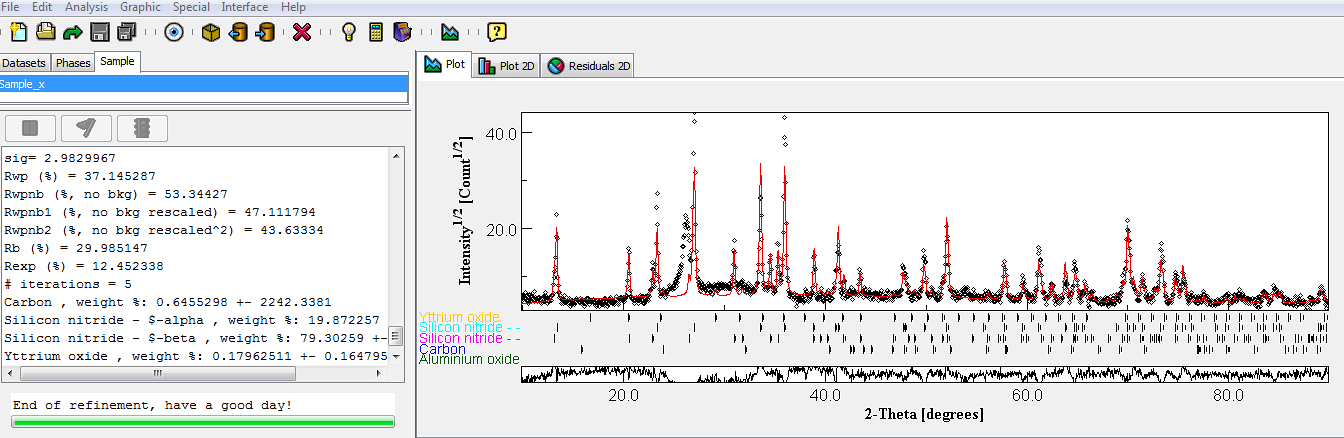 File Edit Analysis Graphic Special Interface Help
Datasets Phases Sample
Sample_x
sig= 2.9829967
Rwp (%) = 37.145287
Rwpnb (%, no bkg) = 53.34427
Rwpnb1 (%, no bkg rescaled) = 47.111794
Rwpnb2 (%, no bkg rescaled^2) = 43.63334
Rb (%) = 29.985147
Rexp (%) = 12.452338
# iterations = 5
Carbon , weight %: 0.6455298 +- 2242.3381
Silicon nitride - $-alpha , weight %: 19.872257
Silicon nitride - $-beta , weight %: 79.30259 +-
Yttrium oxide , weight %: 0.17962511 +- 0.164795
End of refinement, have a good day!
Plot Plot 2D Residuals 2D
Intensity1/2 [Count1/2]
40.0
20.0
Yttrium oxide
Silicon nitride - -
Silicon nitride - -
Carbon
Aluminium oxide
20.0 40.0 60.0 80.0
2-Theta [degrees]